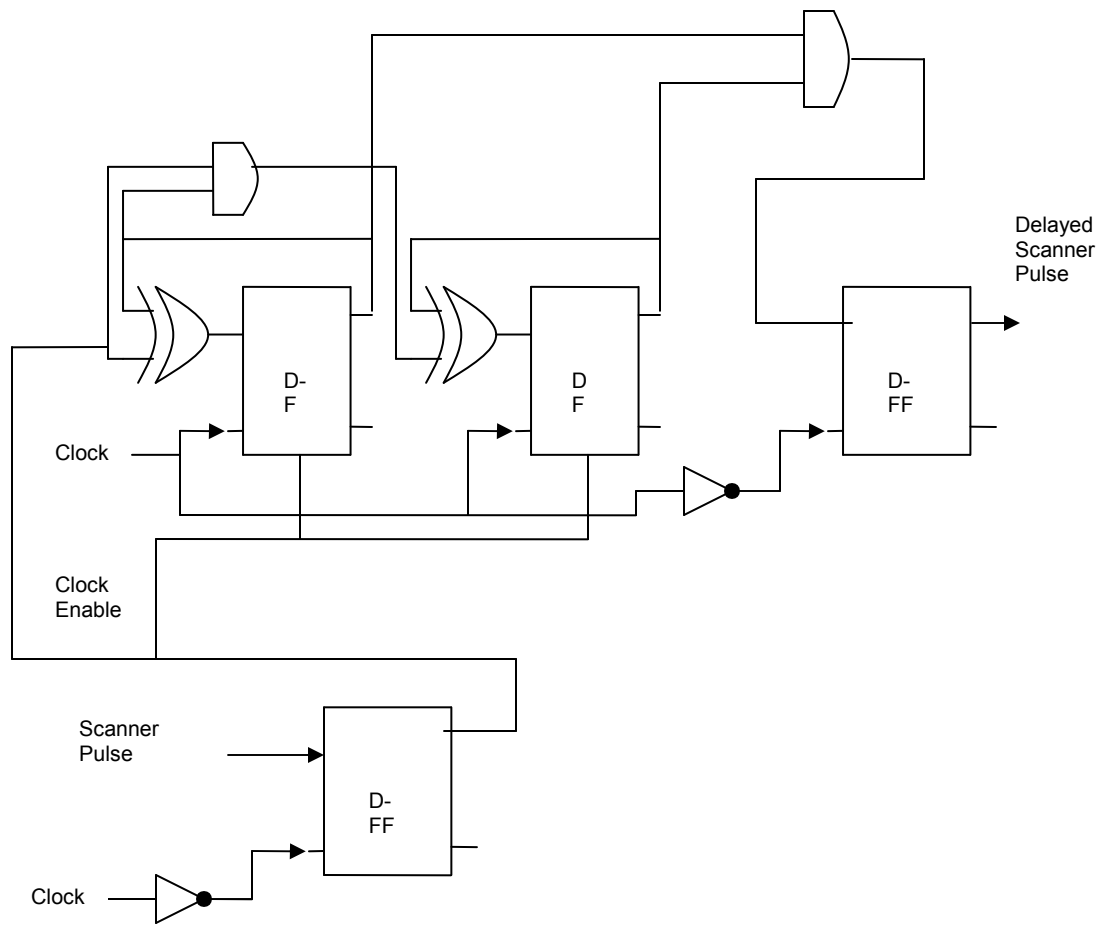 Delayed
Scanner
Pulse
D-
F
D
F
D-
FF
Clock
Clock
Enable
Scanner
Pulse
D-
FF
Clock